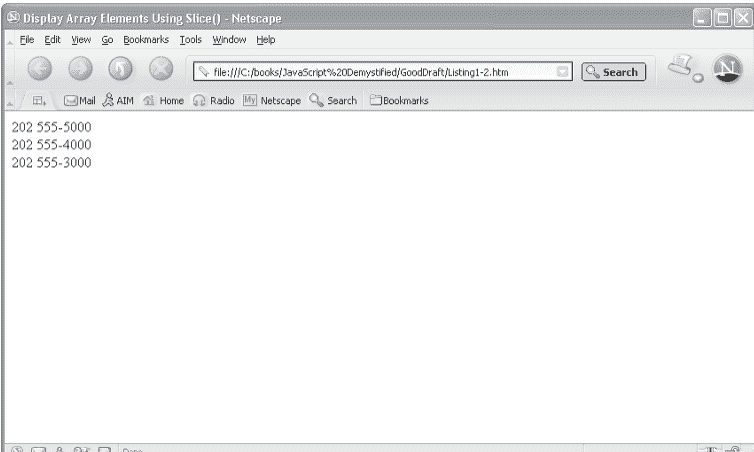 Display Array Elements Using Slice() - Netscape
File Edit View Go Bookmarks Tools Window Help
file:///C:/books/JavaScript%20Demystified/GoodDraft/Listing1-2.htm Search N
Mail AIM Home Radio My Netscape Search Bookmarks
202 555-5000
202 555-4000
202 555-3000
Done